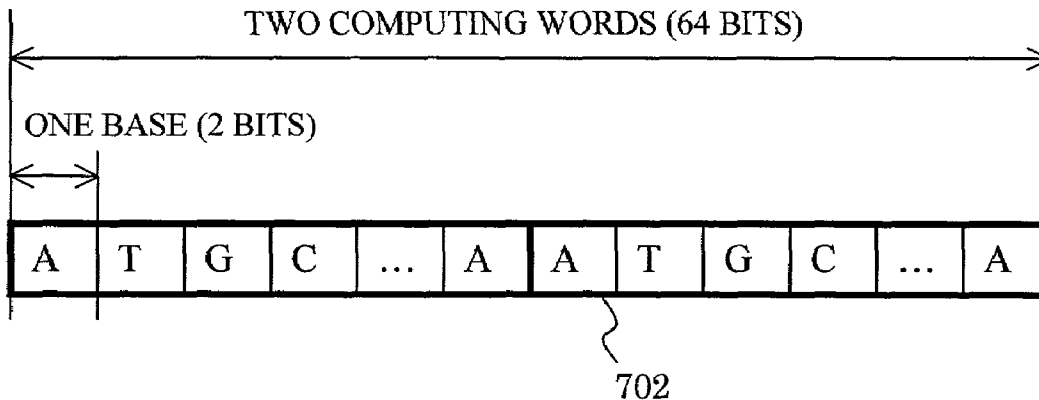 TWO COMPUTING WORDS (64 BITS)
ONE BASE (2 BITS)
A T G C ... A A T G C ... A
702